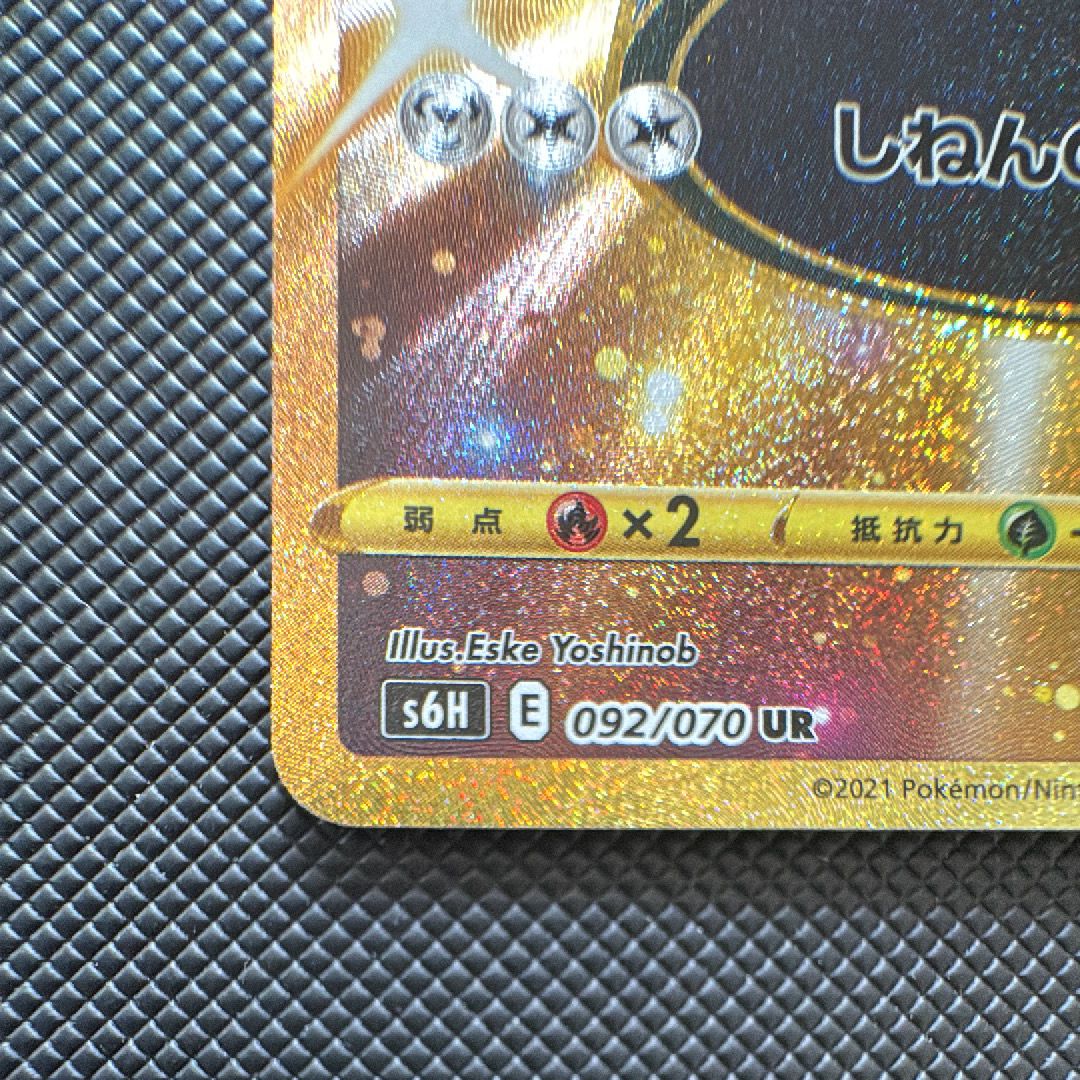 しねん
弱点 ×2 抵抗力
Illus.Eske Yoshinob
s6H E 092/070 UR
©2021 Pokémon/Nin